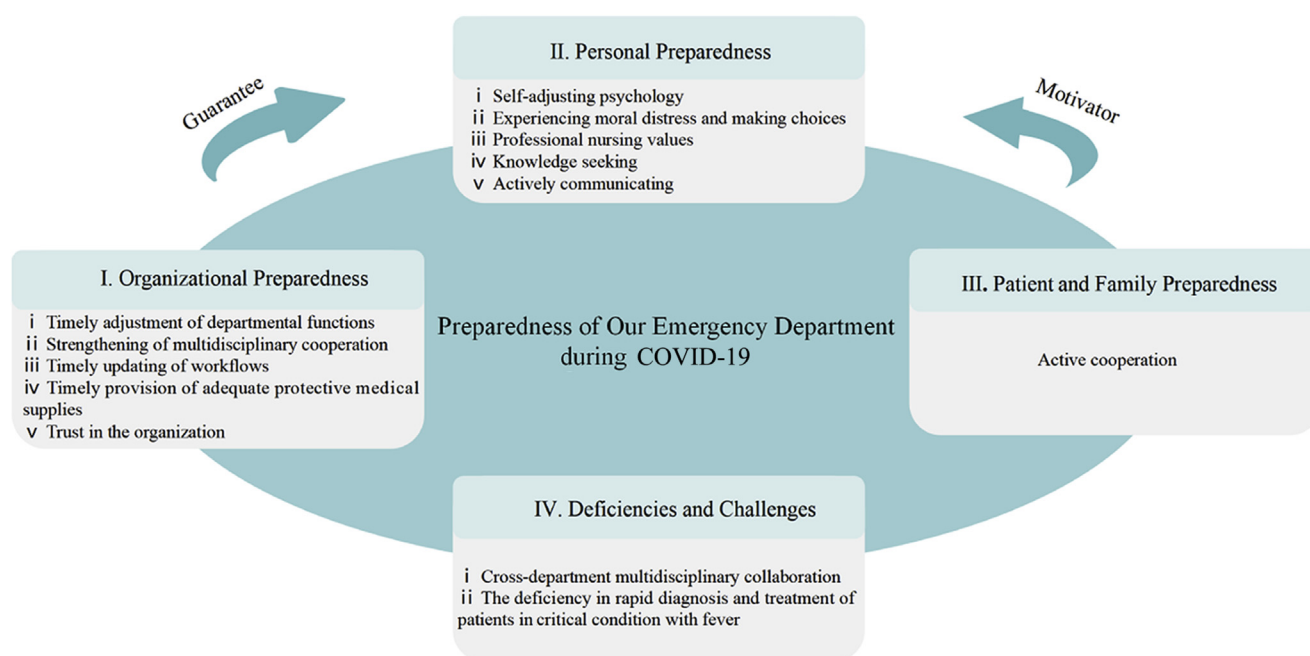 II. Personal Preparedness
ⅰ Self-adjusting psychology
ⅱ Experiencing moral distress and making choices
ⅲ Professional nursing values
ⅳ Knowledge seeking
ⅴ Actively communicating
Guarantee
Motivator
I. Organizational Preparedness
ⅰ Timely adjustment of departmental functions
ⅱ Strengthening of multidisciplinary cooperation
ⅲ Timely updating of workflows
ⅳ Timely provision of adequate protective medical
supplies
ⅴ Trust in the organization
Preparedness of Our Emergency Department
during COVID-19
III. Patient and Family Preparedness
Active cooperation
IV. Deficiencies and Challenges
ⅰ Cross-department multidisciplinary collaboration
ⅱ The deficiency in rapid diagnosis and treatment of
patients in critical condition with fever